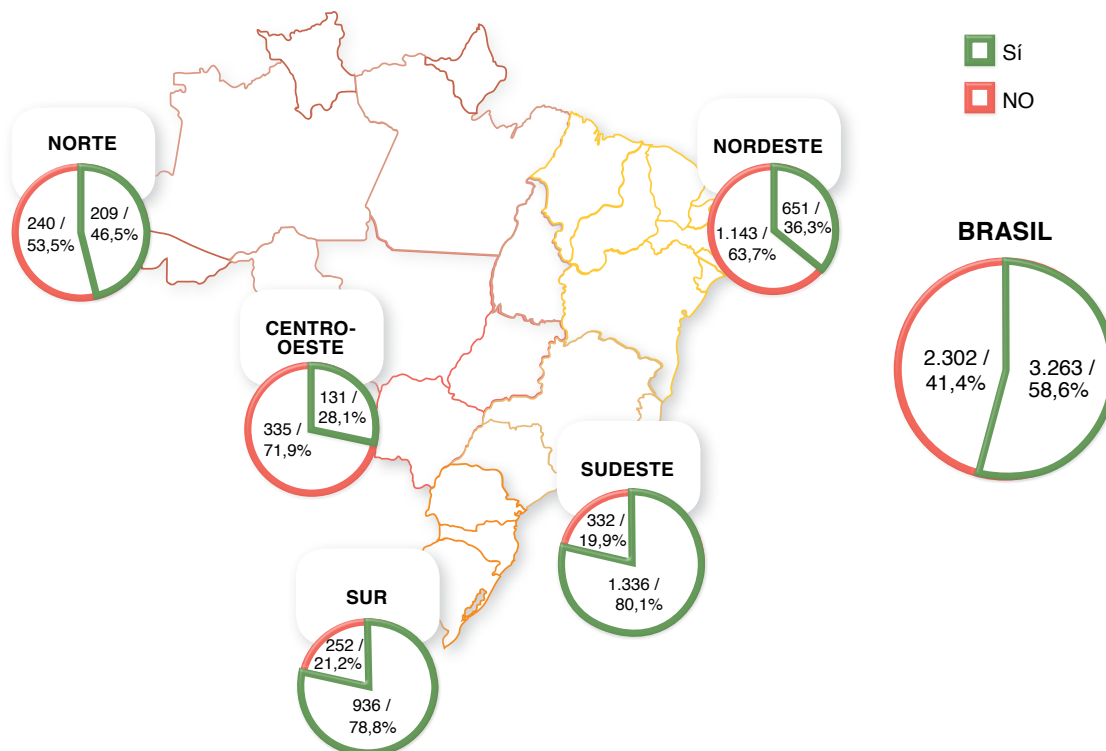 Sí
NO
NORTE
240 /
53,5%
209 /
46,5%
NORDESTE
1.143 /
63,7%
651 /
36,3%
BRASIL
2.302 /
41,4%
3.263 /
58,6%
CENTRO-
OESTE
335 /
71,9%
131 /
28,1%
SUDESTE
332 /
19,9%
1.336 /
80,1%
SUR
252 /
21,2%
936 /
78,8%